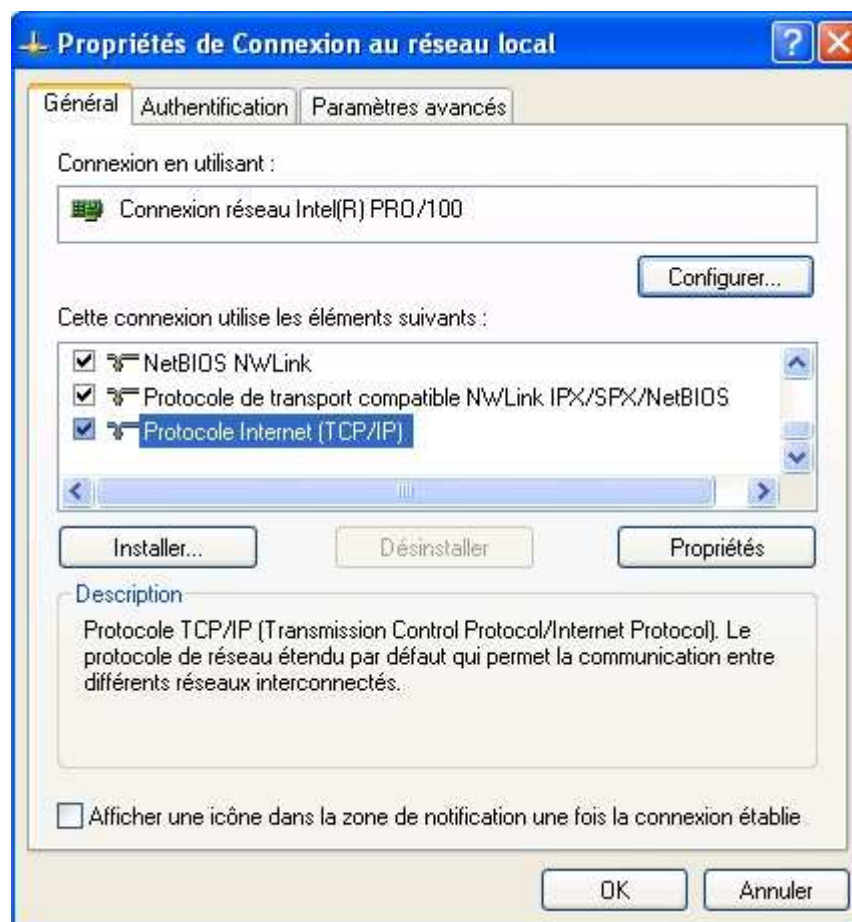 Propriétés de Connexion au réseau local
Général
Authentification
Paramètres avancés
Connexion en utilisant :
Connexion réseau Intel(R) PRO/100
Configurer...
Cette connexion utilise les éléments suivants :
NetBIOS NWLink
Protocole de transport compatible NWLink IPX/SPX/NetBIOS
Protocole Internet (TCP/IP)
Installer...
Désinstaller
Propriétés
Description
Protocole TCP/IP (Transmission Control Protocol/Internet Protocol). Le
protocole de réseau étendu par défaut qui permet la communication entre
différents réseaux interconnectés.
Afficher une icône dans la zone de notification une fois la connexion établie
OK
Annuler